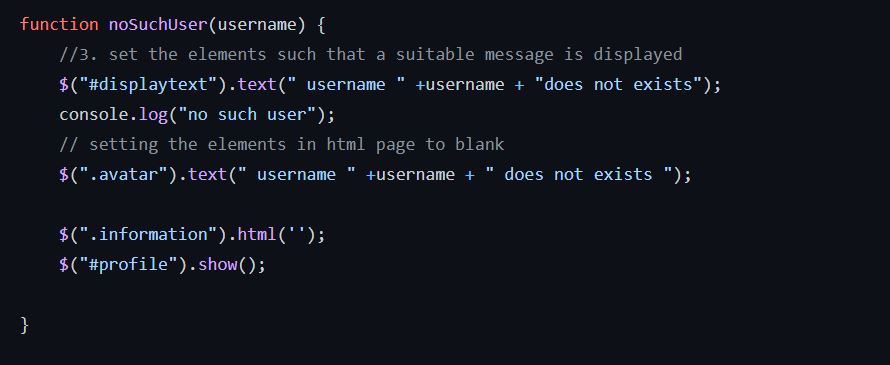 function noSuchUser(username) {
//3. set the elements such that a suitable message is displayed
$("#displaytext").text(" username " +username + "does not exists");
console.log("no such user");
// setting the elements in html page to blank
$(".avatar").text(" username " +username + " does not exists ");
$(".information").html('');
$("#profile").show();
}